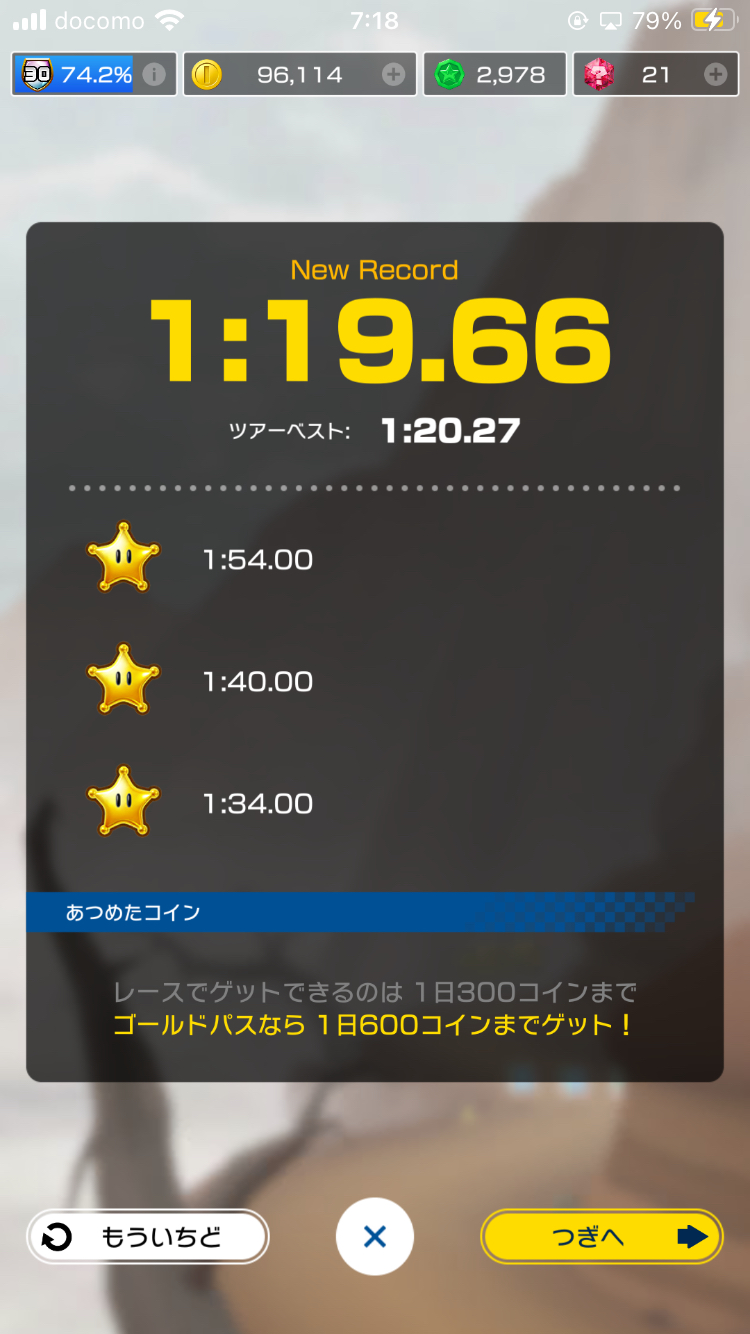 docomo 7:18 79%
30 74.2% i 96,114 + 2,978 ? 21 +
New Record
1:19.66
ツアーベスト: 1:20.27
1:54.00
1:40.00
1:34.00
あつめたコイン
レースでゲットできるのは 1日300コインまで
ゴールドパスなら 1日600コインまでゲット！
もういちど × つぎへ